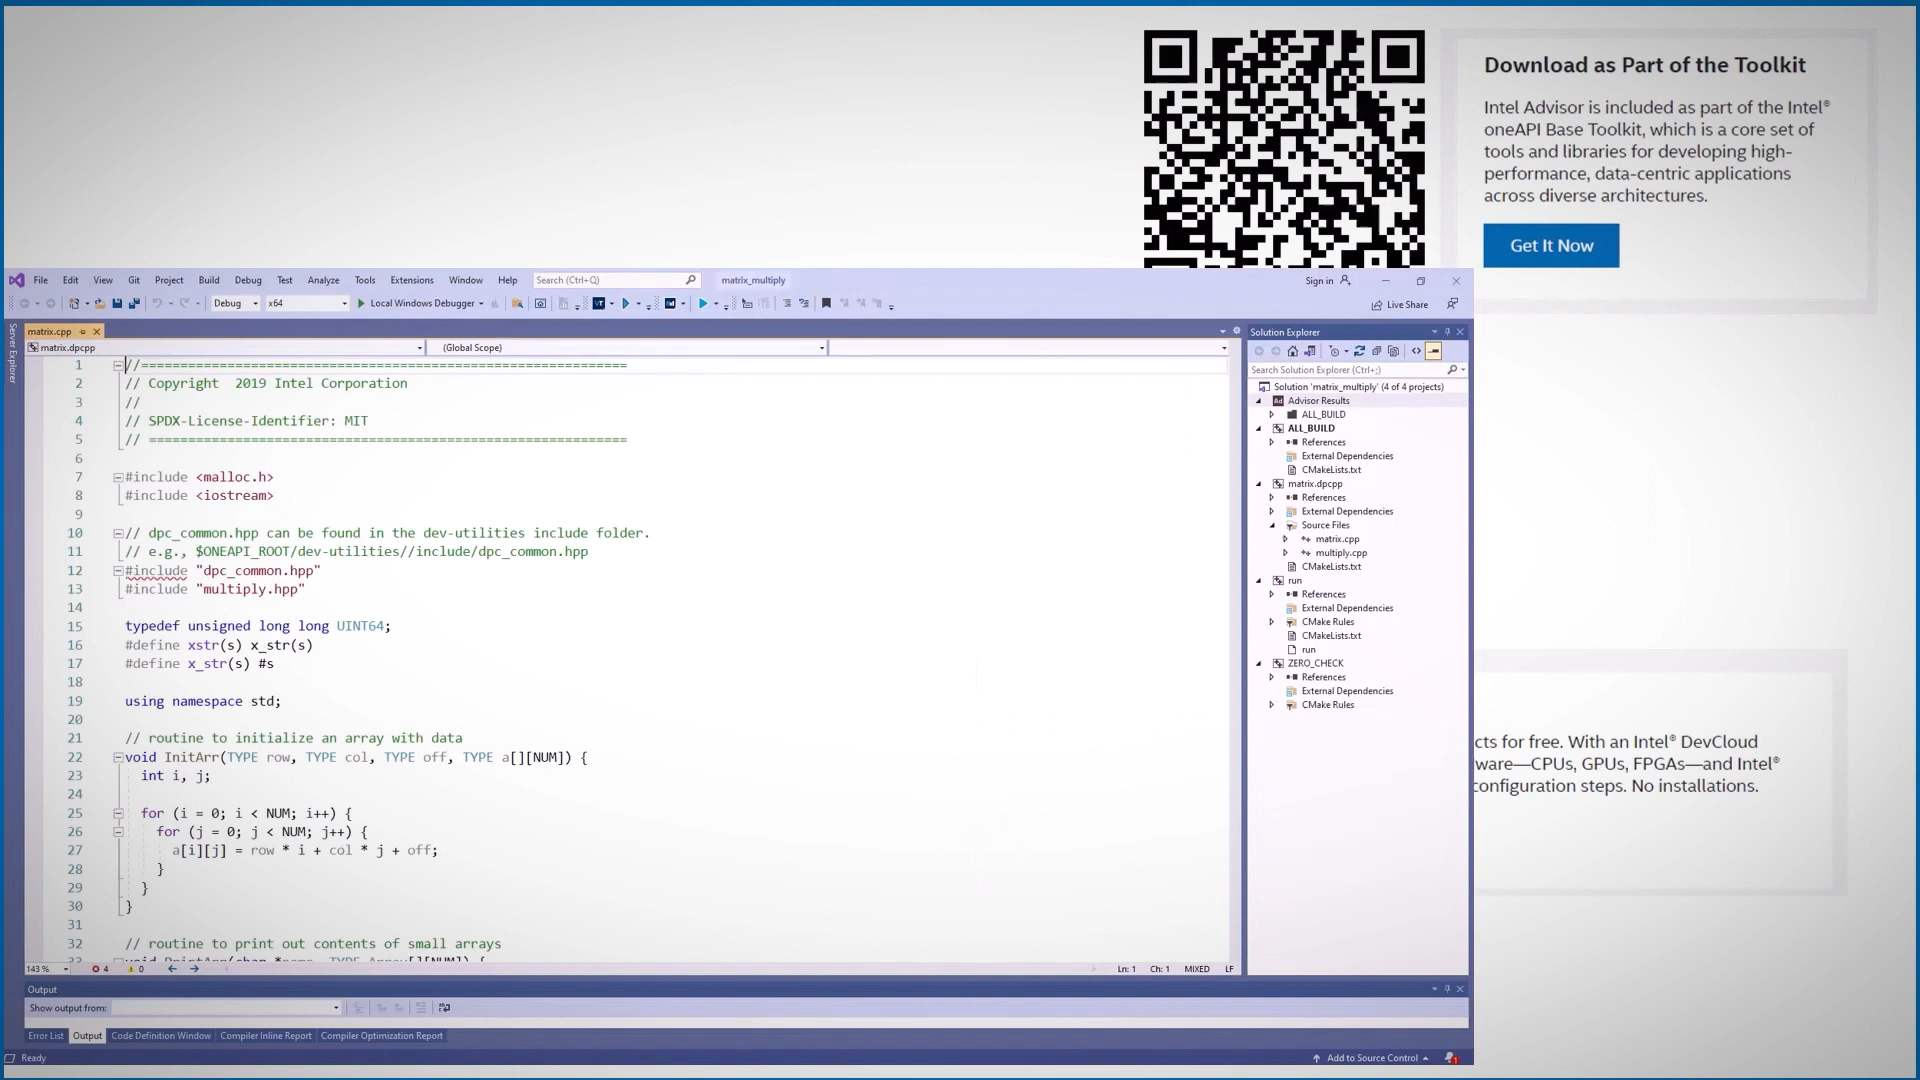 Download as Part of the Toolkit
Intel Advisor is included as part of the Intel®
oneAPI Base Toolkit, which is a core set of
tools and libraries for developing high-
performance, data-centric applications
across diverse architectures.
Get It Now
File Edit View Git Project Build Debug Test Analyze Tools Extensions Window Help Search (Ctrl+Q) matrix_multiply Sign in
Debug x64 Local Windows Debugger Live Share
Server Explorer
matrix.cpp
matrix.dpcpp (Global Scope)
1 //==============================================================
2 // Copyright  2019 Intel Corporation
3 //
4 // SPDX-License-Identifier: MIT
5 // =============================================================
6
7 #include <malloc.h>
8 #include <iostream>
9
10 // dpc_common.hpp can be found in the dev-utilities include folder.
11 // e.g., $ONEAPI_ROOT/dev-utilities//include/dpc_common.hpp
12 #include "dpc_common.hpp"
13 #include "multiply.hpp"
14
15 typedef unsigned long long UINT64;
16 #define xstr(s) x_str(s)
17 #define x_str(s) #s
18
19 using namespace std;
20
21 // routine to initialize an array with data
22 void InitArr(TYPE row, TYPE col, TYPE off, TYPE a[][NUM]) {
23 int i, j;
24
25 for (i = 0; i < NUM; i++) {
26 for (j = 0; j < NUM; j++) {
27 a[i][j] = row * i + col * j + off;
28 }
29 }
30 }
31
32 // routine to print out contents of small arrays
33 void PrintArr(char *name, TYPE Array[][NUM]) {
143 % 4 0 Ln: 1 Ch: 1 MIXED LF
Solution Explorer
Search Solution Explorer (Ctrl+;)
Solution 'matrix_multiply' (4 of 4 projects)
Advisor Results
ALL_BUILD
ALL_BUILD
References
External Dependencies
CMakeLists.txt
matrix.dpcpp
References
External Dependencies
Source Files
matrix.cpp
multiply.cpp
CMakeLists.txt
run
References
External Dependencies
CMake Rules
CMakeLists.txt
run
ZERO_CHECK
References
External Dependencies
CMake Rules
cts for free. With an Intel® DevCloud
ware—CPUs, GPUs, FPGAs—and Intel®
configuration steps. No installations.
Output
Show output from:
Error List Output Code Definition Window Compiler Inline Report Compiler Optimization Report
Ready Add to Source Control 1